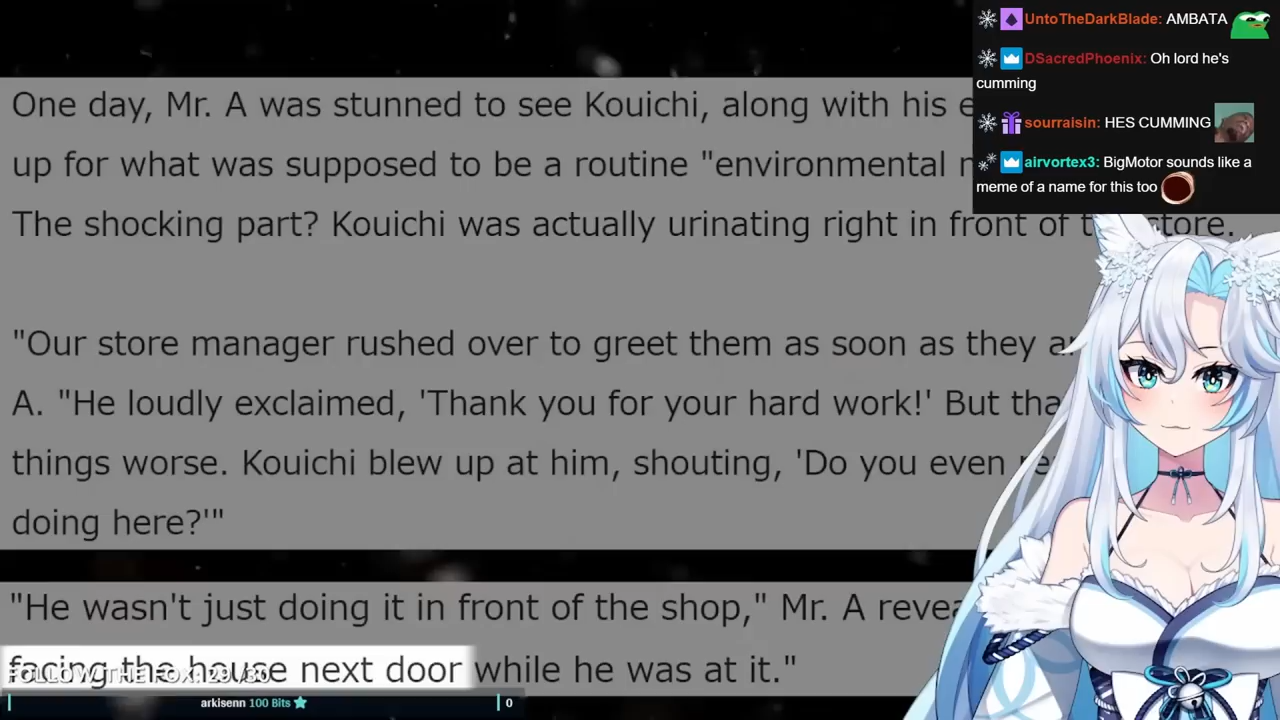 UntoTheDarkBlade: AMBATA
DSacredPhoenix: Oh lord he's
cumming
sourraisin: HES CUMMING
airvortex3: BigMotor sounds like a
meme of a name for this too
One day, Mr. A was stunned to see Kouichi, along with his
up for what was supposed to be a routine "environmental
The shocking part? Kouichi was actually urinating right in front of store.
"Our store manager rushed over to greet them as soon as they
A. "He loudly exclaimed, 'Thank you for your hard work!' But
things worse. Kouichi blew up at him, shouting, 'Do you even
doing here?'"
"He wasn't just doing it in front of the shop," Mr. A
facing the house next door while he was at it."
FOLLOW THE FOX: 29/30
arkisenn 100 Bits
0